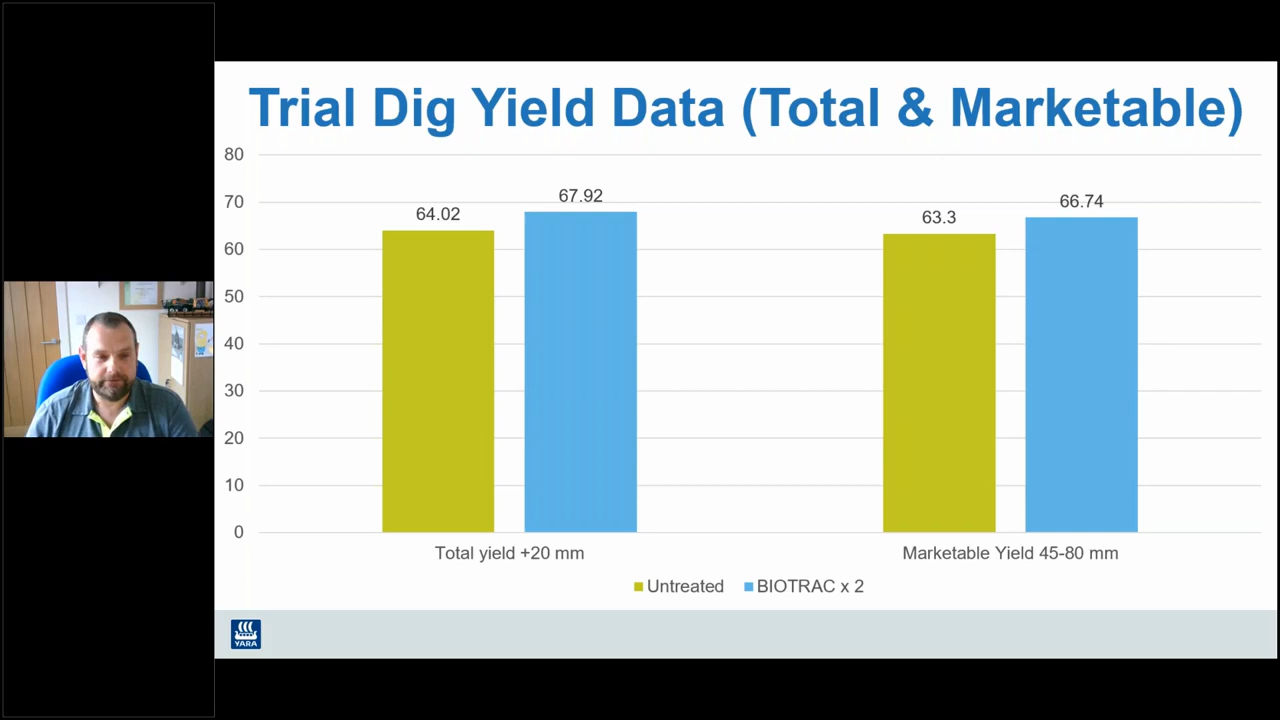 Trial Dig Yield Data (Total & Marketable)
80
70
60
50
40
30
20
10
0
64.02
67.92
63.3
66.74
Total yield +20 mm
Marketable Yield 45-80 mm
Untreated
BIOTRAC x 2
YARA